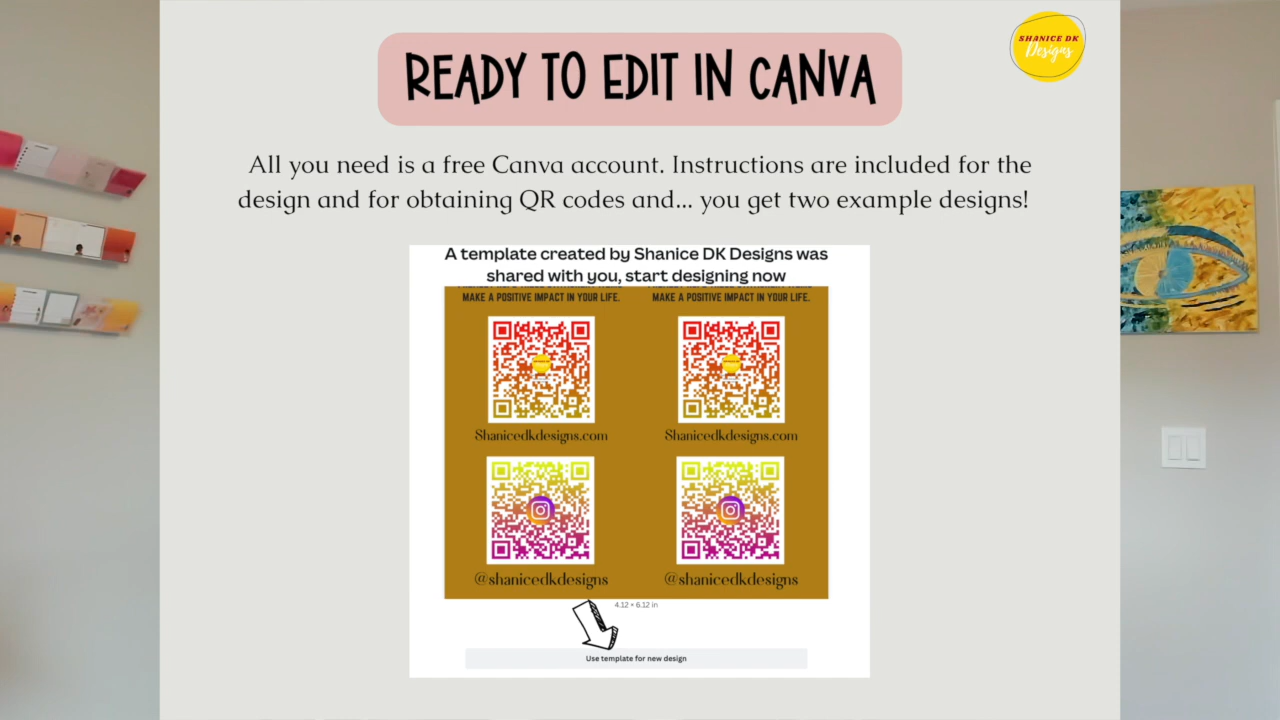 SHANICE DK
Designs
READY TO EDIT IN CANVA
All you need is a free Canva account. Instructions are included for the
design and for obtaining QR codes and... you get two example designs!
A template created by Shanice DK Designs was
shared with you, start designing now
MAKE A POSITIVE IMPACT IN YOUR LIFE. MAKE A POSITIVE IMPACT IN YOUR LIFE.
Shanicedkdesigns.com Shanicedkdesigns.com
@shanicedkdesigns @shanicedkdesigns
4.12 × 6.12 in
Use template for new design